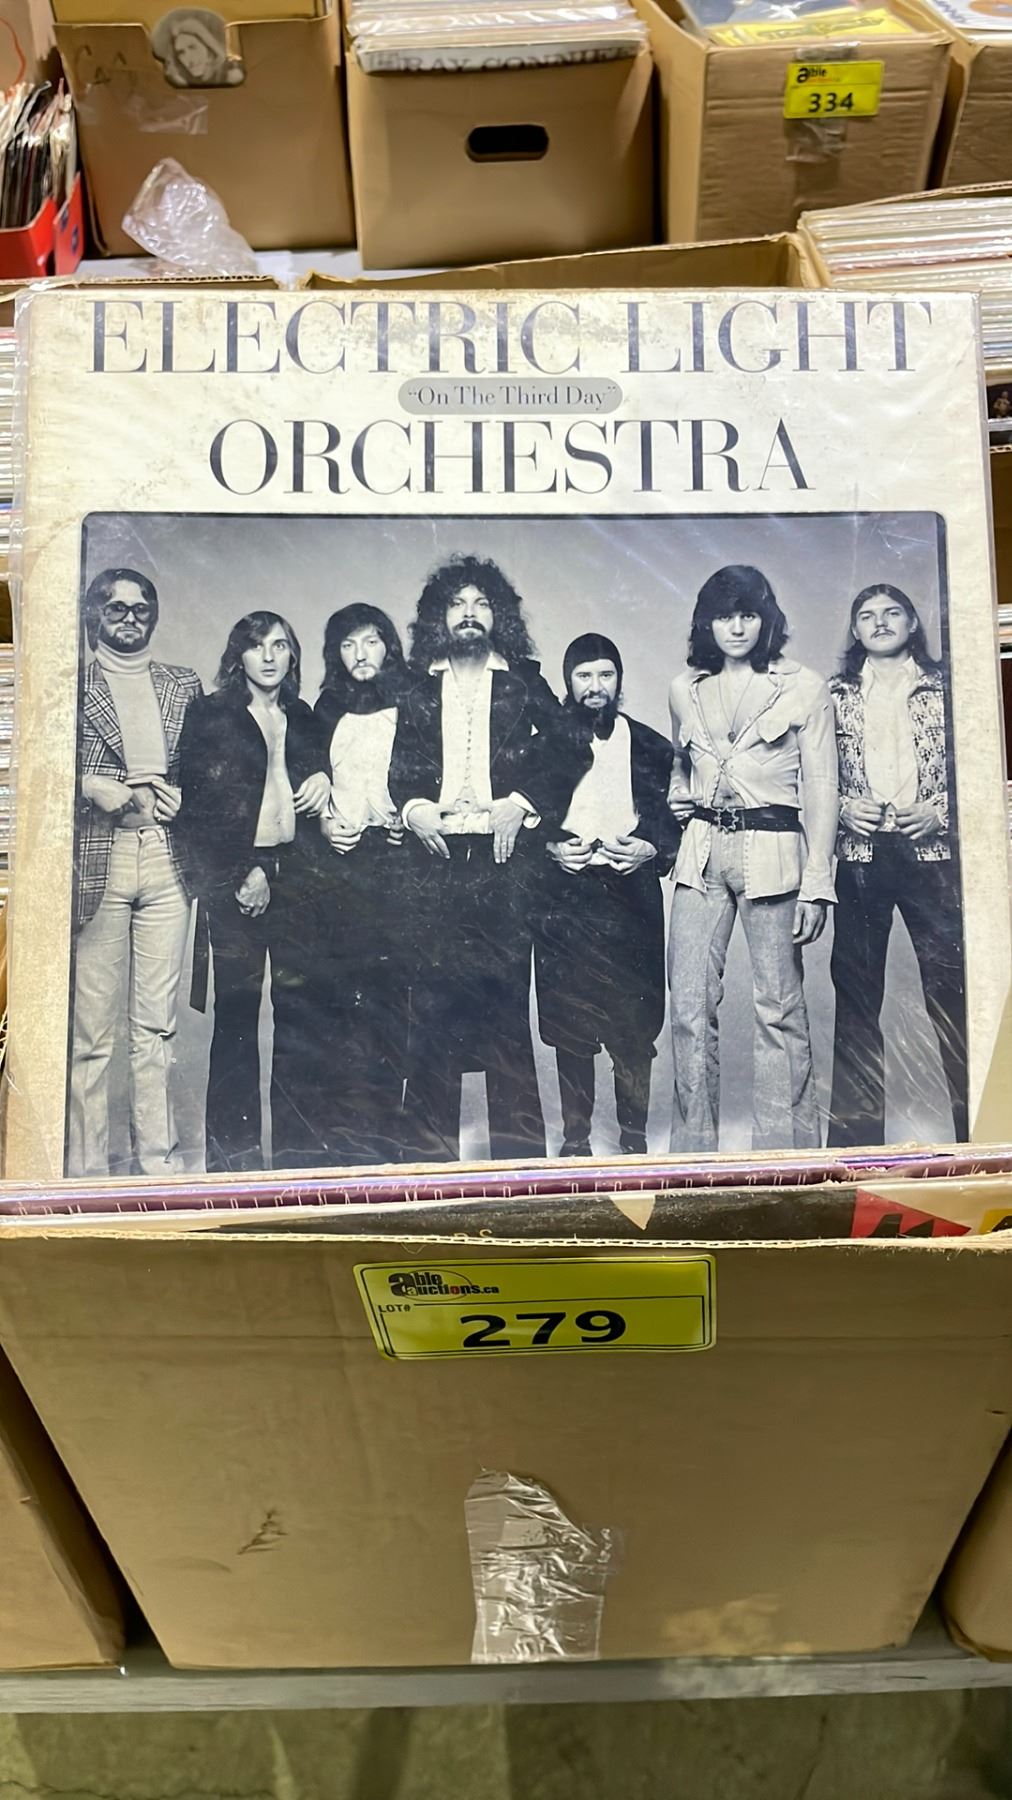 RAY CONNIFF
able
334
ELECTRIC LIGHT
“On The Third Day”
ORCHESTRA
able
auctions.ca
LOT#
279